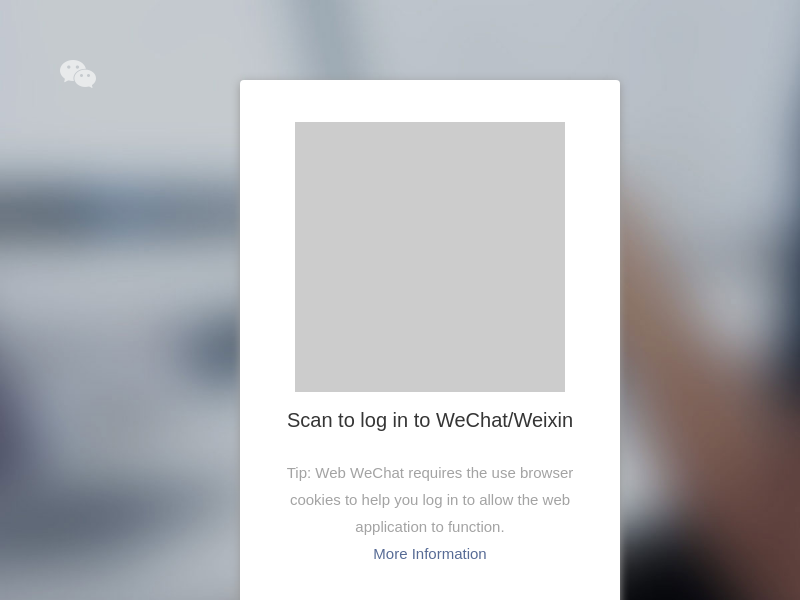 Scan to log in to WeChat/Weixin
Tip: Web WeChat requires the use browser
cookies to help you log in to allow the web
application to function.
More Information